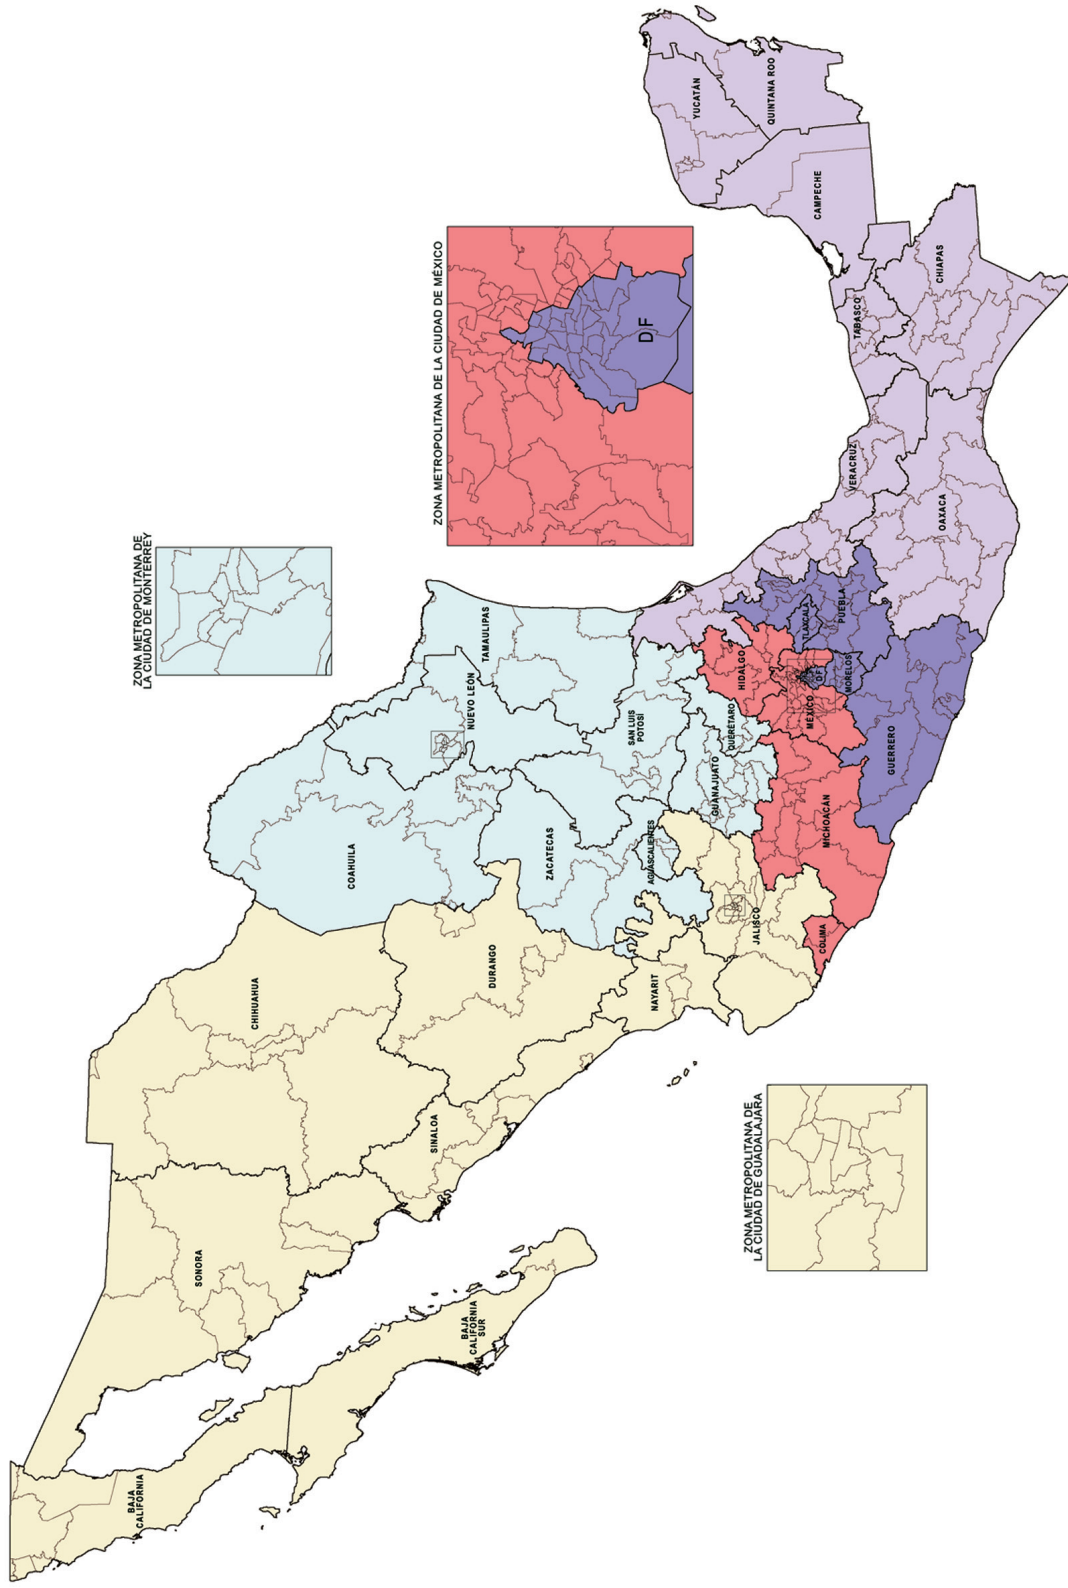 BAJA
CALIFORNIA
BAJA
CALIFORNIA
SUR
SONORA
CHIHUAHUA
SINALOA
DURANGO
COAHUILA
NUEVO LEÓN
TAMAULIPAS
ZACATECAS
SAN LUIS
POTOSÍ
AGUASCALIENTES
NAYARIT
JALISCO
COLIMA
GUANAJUATO
QUERÉTARO
HIDALGO
MICHOACÁN
MÉXICO
DF
TLAXCALA
MORELOS
PUEBLA
GUERRERO
VERACRUZ
OAXACA
TABASCO
CHIAPAS
CAMPECHE
YUCATÁN
QUINTANA ROO
ZONA METROPOLITANA DE
LA CIUDAD DE MONTERREY
ZONA METROPOLITANA DE LA CIUDAD DE MÉXICO
DF
ZONA METROPOLITANA DE
LA CIUDAD DE GUADALAJARA